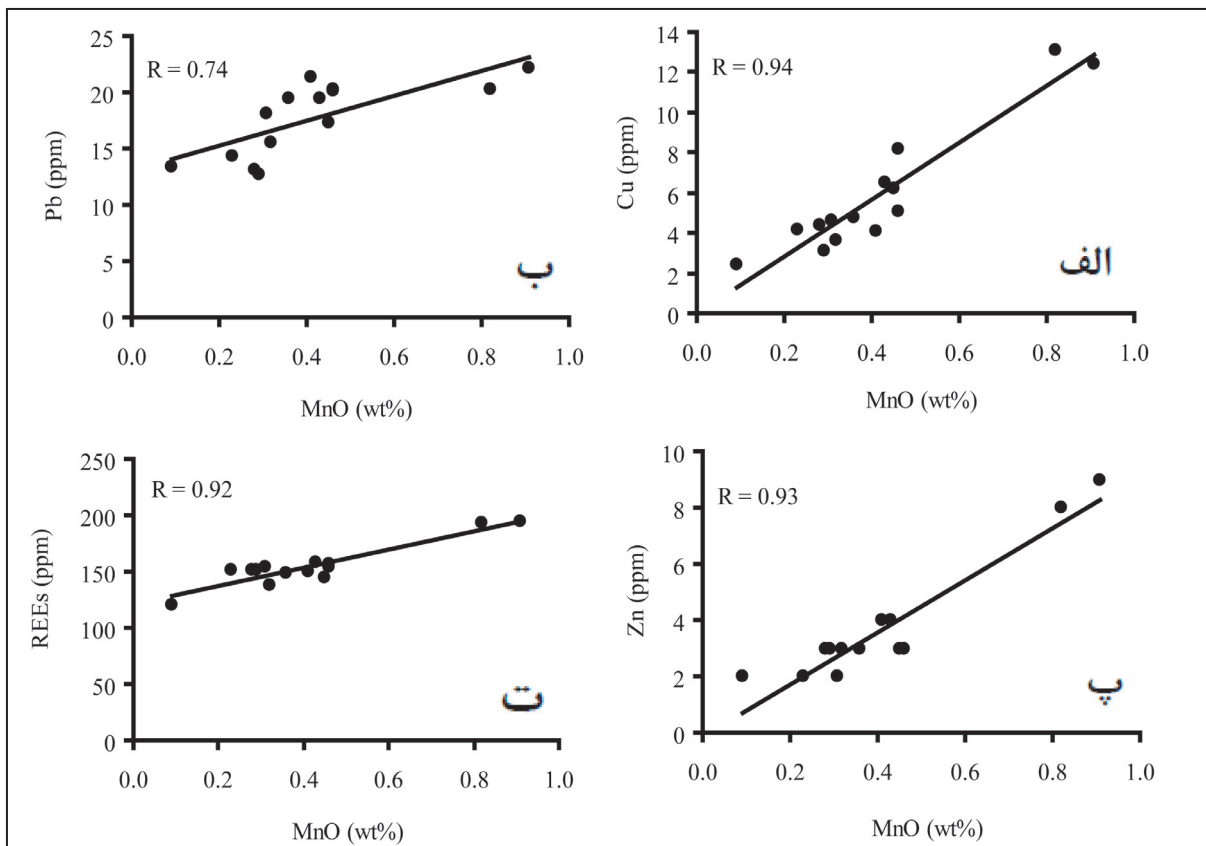 R = 0.94
Cu (ppm)
14
12
10
8
6
4
2
0
0.0 0.2 0.4 0.6 0.8 1.0
MnO (wt%)
الف
R = 0.74
Pb (ppm)
25
20
15
10
5
0
0.0 0.2 0.4 0.6 0.8 1.0
MnO (wt%)
ب
R = 0.93
Zn (ppm)
10
8
6
4
2
0
0.0 0.2 0.4 0.6 0.8 1.0
MnO (wt%)
پ
R = 0.92
REEs (ppm)
250
200
150
100
50
0
0.0 0.2 0.4 0.6 0.8 1.0
MnO (wt%)
ت